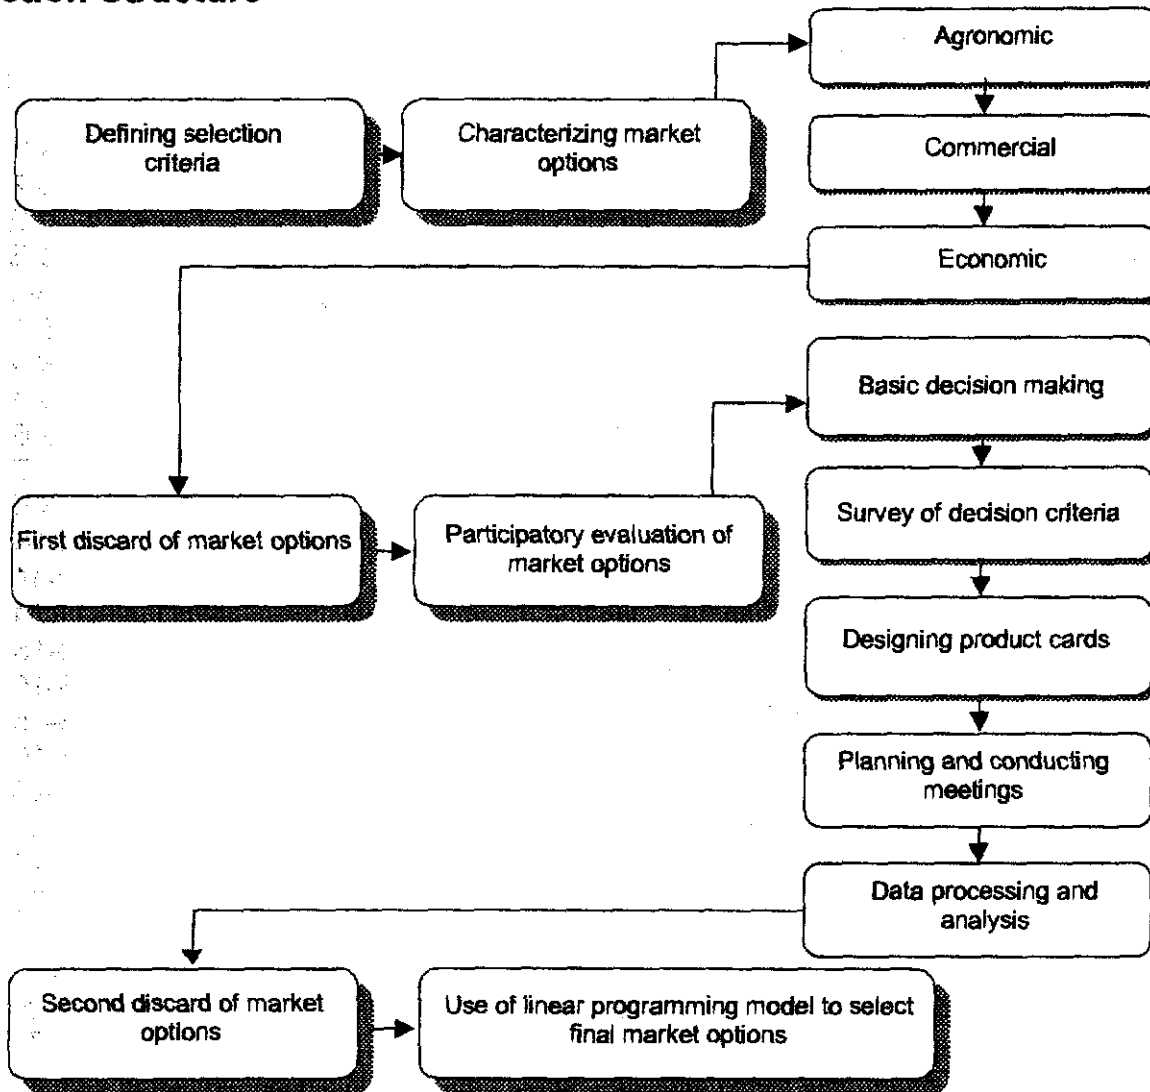 Structure
Agronomic
Defining selection
criteria
Characterizing market
options
Commercial
Economic
Basic decision making
First discard of market options
Participatory evaluation of
market options
Survey of decision criteria
Designing product cards
Planning and conducting
meetings
Data processing and
analysis
Second discard of market
options
Use of linear programming model to select
final market options